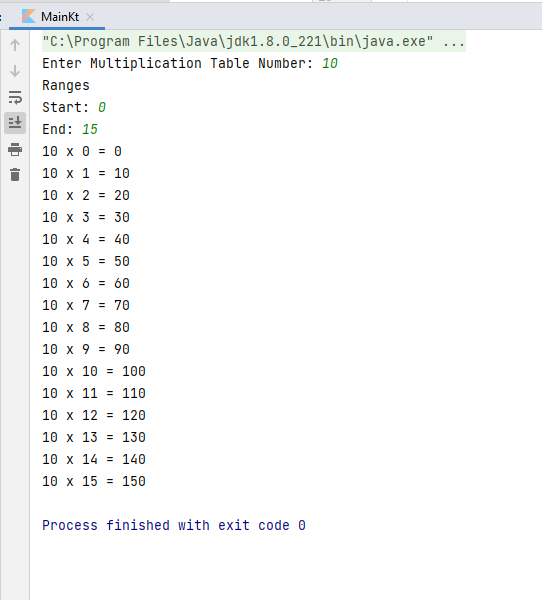 MainKt
"C:\Program Files\Java\jdk1.8.0_221\bin\java.exe" ...
Enter Multiplication Table Number: 10
Ranges
Start: 0
End: 15
10 x 0 = 0
10 x 1 = 10
10 x 2 = 20
10 x 3 = 30
10 x 4 = 40
10 x 5 = 50
10 x 6 = 60
10 x 7 = 70
10 x 8 = 80
10 x 9 = 90
10 x 10 = 100
10 x 11 = 110
10 x 12 = 120
10 x 13 = 130
10 x 14 = 140
10 x 15 = 150
Process finished with exit code 0